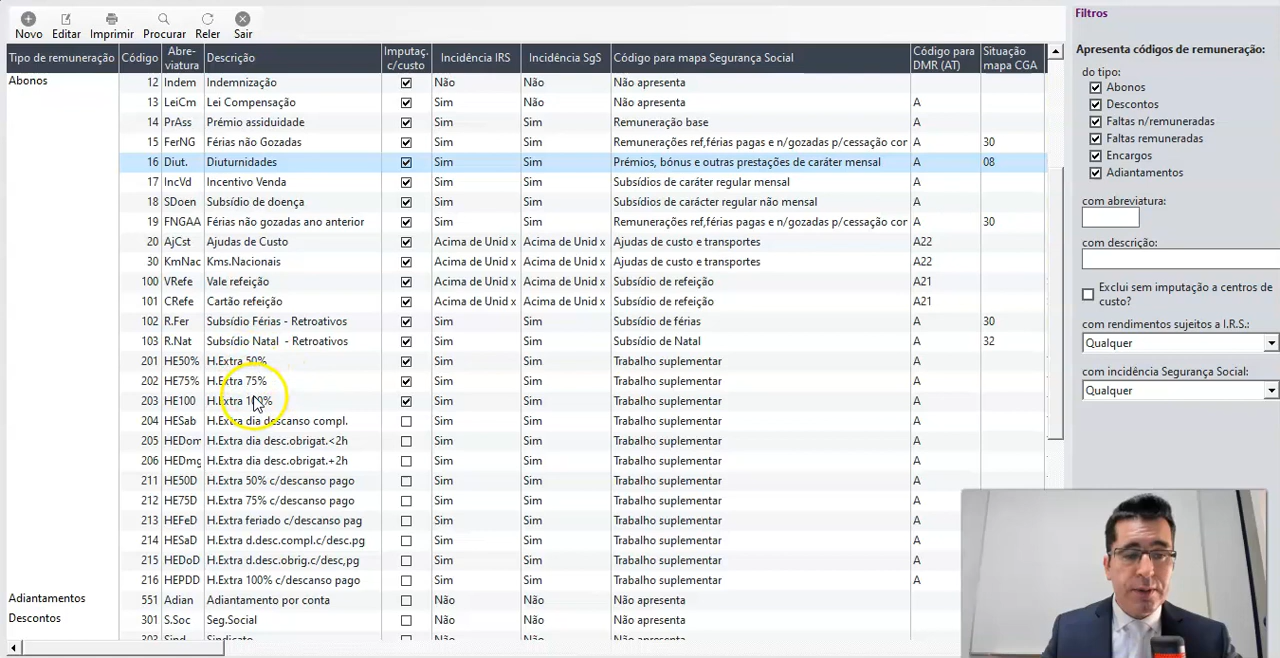 Novo Editar Imprimir Procurar Reler Sair
Tipo de remuneração Código Abre-viatura Descrição Imputaç. c/custo Incidência IRS Incidência SgS Código para mapa Segurança Social Código para DMR (AT) Situação mapa CGA
Abonos
12 Indem Indemnização Não Não Não apresenta
13 LeiCm Lei Compensação Sim Não Não apresenta A
14 PrAss Prémio assiduidade Sim Sim Remuneração base A
15 FerNG Férias não Gozadas Sim Sim Remunerações ref,férias pagas e n/gozadas p/cessação cor A 30
16 Diut. Diuturnidades Sim Sim Prémios, bónus e outras prestações de caráter mensal A 08
17 IncVd Incentivo Venda Sim Sim Subsídios de caráter regular mensal A
18 SDoen Subsídio de doença Sim Sim Subsídios de carácter regular não mensal A
19 FNGAA Férias não gozadas ano anterior Sim Sim Remunerações ref,férias pagas e n/gozadas p/cessação cor A 30
20 AjCst Ajudas de Custo Acima de Unid x Acima de Unid x Ajudas de custo e transportes A22
30 KmNac Kms.Nacionais Acima de Unid x Acima de Unid x Ajudas de custo e transportes A22
100 VRefe Vale refeição Acima de Unid x Acima de Unid x Subsídio de refeição A21
101 CRefe Cartão refeição Acima de Unid x Acima de Unid x Subsídio de refeição A21
102 R.Fer Subsídio Férias - Retroativos Sim Sim Subsídio de férias A 30
103 R.Nat Subsídio Natal - Retroativos Sim Sim Subsídio de Natal A 32
201 HE50% H.Extra 50% Sim Sim Trabalho suplementar A
202 HE75% H.Extra 75% Sim Sim Trabalho suplementar A
203 HE100 H.Extra 100% Sim Sim Trabalho suplementar A
204 HESab H.Extra dia descanso compl. Sim Sim Trabalho suplementar A
205 HEDom H.Extra dia desc.obrigat.<2h Sim Sim Trabalho suplementar A
206 HEDmg H.Extra dia desc.obrigat.+2h Sim Sim Trabalho suplementar A
211 HE50D H.Extra 50% c/descanso pago Sim Sim Trabalho suplementar A
212 HE75D H.Extra 75% c/descanso pago Sim Sim Trabalho suplementar A
213 HEFeD H.Extra feriado c/descanso pag Sim Sim Trabalho suplementar A
214 HESaD H.Extra d.desc.compl.c/desc,pg Sim Sim Trabalho suplementar A
215 HEDoD H.Extra d.desc.obrig.c/desc,pg Sim Sim Trabalho suplementar A
216 HEPDD H.Extra 100% c/descanso pago Sim Sim Trabalho suplementar A
Adiantamentos 551 Adian Adiantamento por conta Não Não Não apresenta
Descontos 301 S.Soc Seg.Social Não Não Não apresenta
Sindicato Não Não Não apresenta
Filtros
Apresenta códigos de remuneração:
do tipo:
Abonos
Descontos
Faltas n/remuneradas
Faltas remuneradas
Encargos
Adiantamentos
com abreviatura:
com descrição:
Exclui sem imputação a centros de
custo?
com rendimentos sujeitos a I.R.S.:
Qualquer
com incidência Segurança Social:
Qualquer